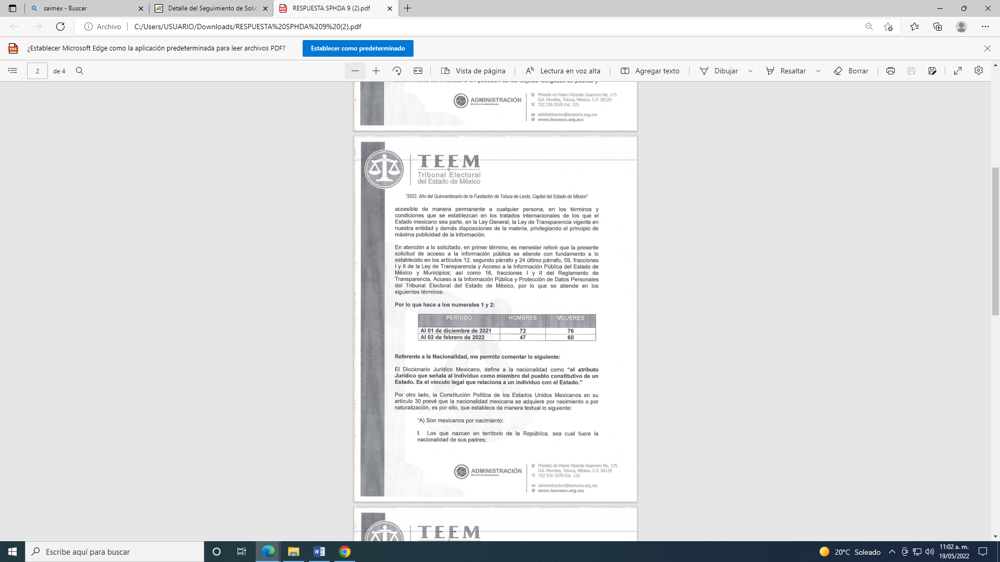 saimex - Buscar
Detalle del Seguimiento de Solic
RESPUESTA SPHDA 9 (2).pdf
Archivo
C:/Users/USUARIO/Downloads/RESPUESTA%20SPHDA%209%20(2).pdf
¿Establecer Microsoft Edge como la aplicación predeterminada para leer archivos PDF?
Establecer como predeterminado
2 de 4
Vista de página
Lectura en voz alta
Agregar texto
Dibujar
Resaltar
Borrar
ADMINISTRACIÓN
Dirección de Administración
Privada de Paseo Vicente Guerrero No. 175
Col. Morelos, Toluca, México. C.P. 50120
722 226 2570 Ext. 121
administracion@teemmx.org.mx
www.teemmx.org.mx
TEEM
Tribunal Electoral
del Estado de México
"2022. Año del Quincentenario de la Fundación de Toluca de Lerdo, Capital del Estado de México"
accesible de manera permanente a cualquier persona, en los términos y
condiciones que se establezcan en los tratados internacionales de los que el
Estado mexicano sea parte, en la Ley General, la Ley de Transparencia vigente en
nuestra entidad y demás disposiciones de la materia, privilegiando el principio de
máxima publicidad de la información.
En atención a lo solicitado, en primer término, es menester referir que la presente
solicitud de acceso a la información pública se atiende con fundamento a lo
establecido en los artículos 12, segundo párrafo y 24 último párrafo, 59, fracciones
I y II de la Ley de Transparencia y Acceso a la Información Pública del Estado de
México y Municipios; así como 16, fracciones I y II del Reglamento de
Transparencia, Acceso a la Información Pública y Protección de Datos Personales
del Tribunal Electoral del Estado de México, por lo que se atiende en los
siguientes términos:
Por lo que hace a los numerales 1 y 2:
PERIODO HOMBRES MUJERES
Al 01 de diciembre de 2021 72 76
Al 02 de febrero de 2022 47 60
Referente a la Nacionalidad, me permito comentar lo siguiente:
El Diccionario Jurídico Mexicano, define a la nacionalidad como "el atributo
Jurídico que señala al individuo como miembro del pueblo constitutivo de un
Estado. Es el vínculo legal que relaciona a un individuo con el Estado."
Por otro lado, la Constitución Política de los Estados Unidos Mexicanos en su
artículo 30 prevé que la nacionalidad mexicana se adquiere por nacimiento o por
naturalización, es por ello, que establece de manera textual lo siguiente:
"A) Son mexicanos por nacimiento:
I. Los que nazcan en territorio de la República, sea cual fuere la
nacionalidad de sus padres;
ADMINISTRACIÓN
Dirección de Administración
Privada de Paseo Vicente Guerrero No. 175
Col. Morelos, Toluca, México. C.P. 50120
722 226 2570 Ext. 121
administracion@teemmx.org.mx
www.teemmx.org.mx
TEEM
Escribe aquí para buscar
20°C Soleado
11:02 a. m.
19/05/2022